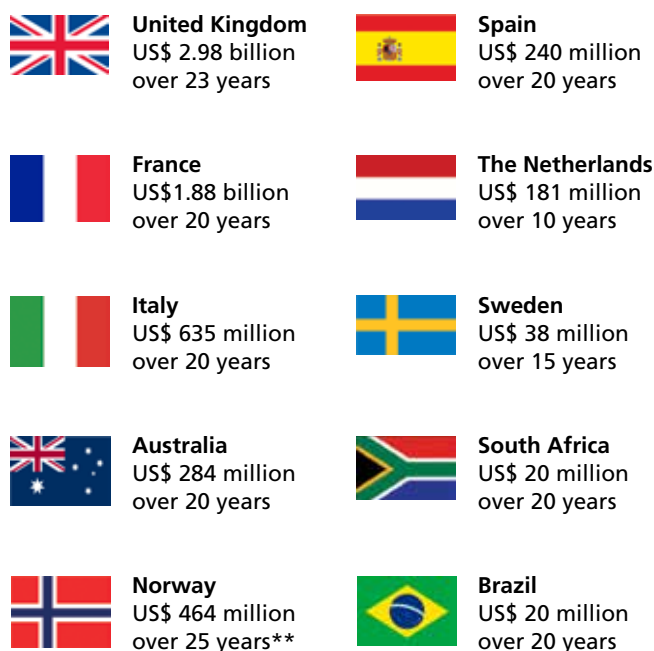 United Kingdom
US$ 2.98 billion
over 23 years
Spain
US$ 240 million
over 20 years
France
US$1.88 billion
over 20 years
The Netherlands
US$ 181 million
over 10 years
Italy
US$ 635 million
over 20 years
Sweden
US$ 38 million
over 15 years
Australia
US$ 284 million
over 20 years
South Africa
US$ 20 million
over 20 years
Norway
US$ 464 million
over 25 years**
Brazil
US$ 20 million
over 20 years